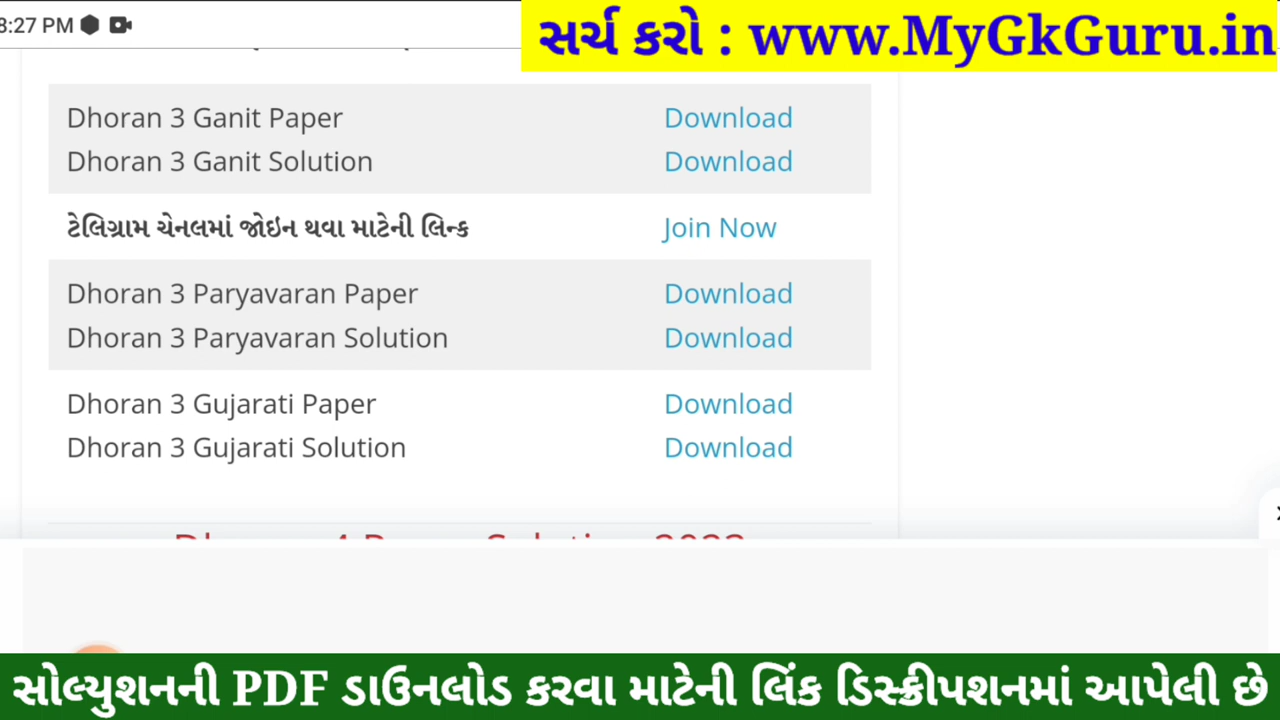 8:27 PM
સર્ચ કરો : www.MyGkGuru.in
Dhoran 3 Ganit Paper Download
Dhoran 3 Ganit Solution Download
ટેલિગ્રામ ચેનલમાં જોઇન થવા માટેની લિન્ક Join Now
Dhoran 3 Paryavaran Paper Download
Dhoran 3 Paryavaran Solution Download
Dhoran 3 Gujarati Paper Download
Dhoran 3 Gujarati Solution Download
સોલ્યુશનની PDF ડાઉનલોડ કરવા માટેની લિંક ડિસ્ક્રીપશનમાં આપેલી છે